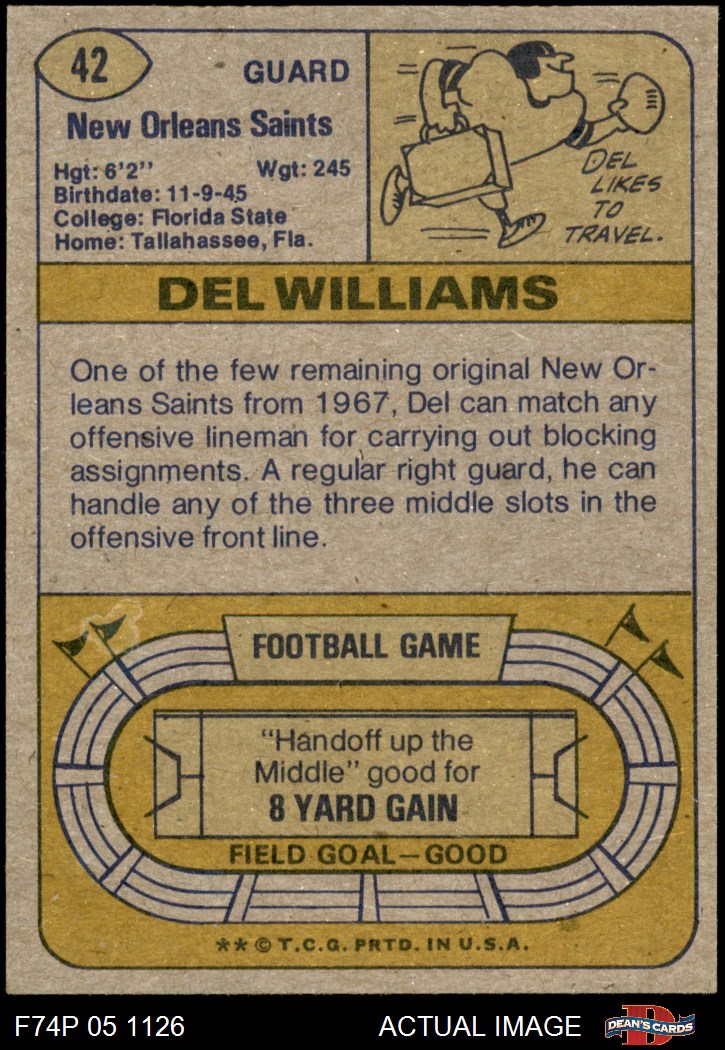 42
GUARD
New Orleans Saints
Hgt: 6'2'' Wgt: 245
Birthdate: 11-9-45
College: Florida State
Home: Tallahassee, Fla.
DEL
LIKES
TO
TRAVEL.
DEL WILLIAMS
One of the few remaining original New Or-
leans Saints from 1967, Del can match any
offensive lineman for carrying out blocking
assignments. A regular right guard, he can
handle any of the three middle slots in the
offensive front line.
FOOTBALL GAME
“Handoff up the
Middle” good for
8 YARD GAIN
FIELD GOAL—GOOD
** © T.C.G. PRTD. IN U.S.A.
F74P 05 1126 ACTUAL IMAGE
D
DEAN'S CARDS